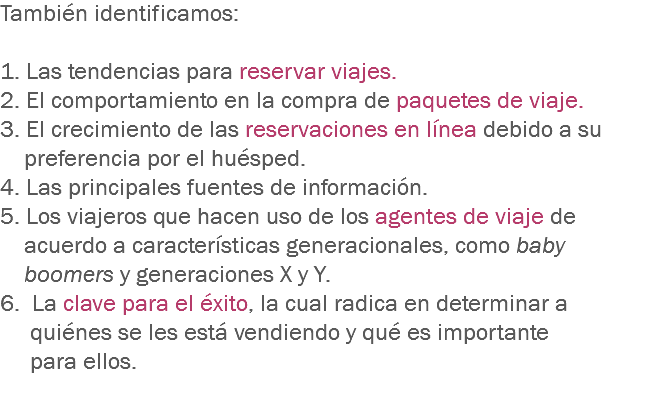 También identificamos:
1. Las tendencias para reservar viajes.
2. El comportamiento en la compra de paquetes de viaje.
3. El crecimiento de las reservaciones en línea debido a su
preferencia por el huésped.
4. Las principales fuentes de información.
5. Los viajeros que hacen uso de los agentes de viaje de
acuerdo a características generacionales, como baby
boomers y generaciones X y Y.
6. La clave para el éxito, la cual radica en determinar a
quiénes se les está vendiendo y qué es importante
para ellos.